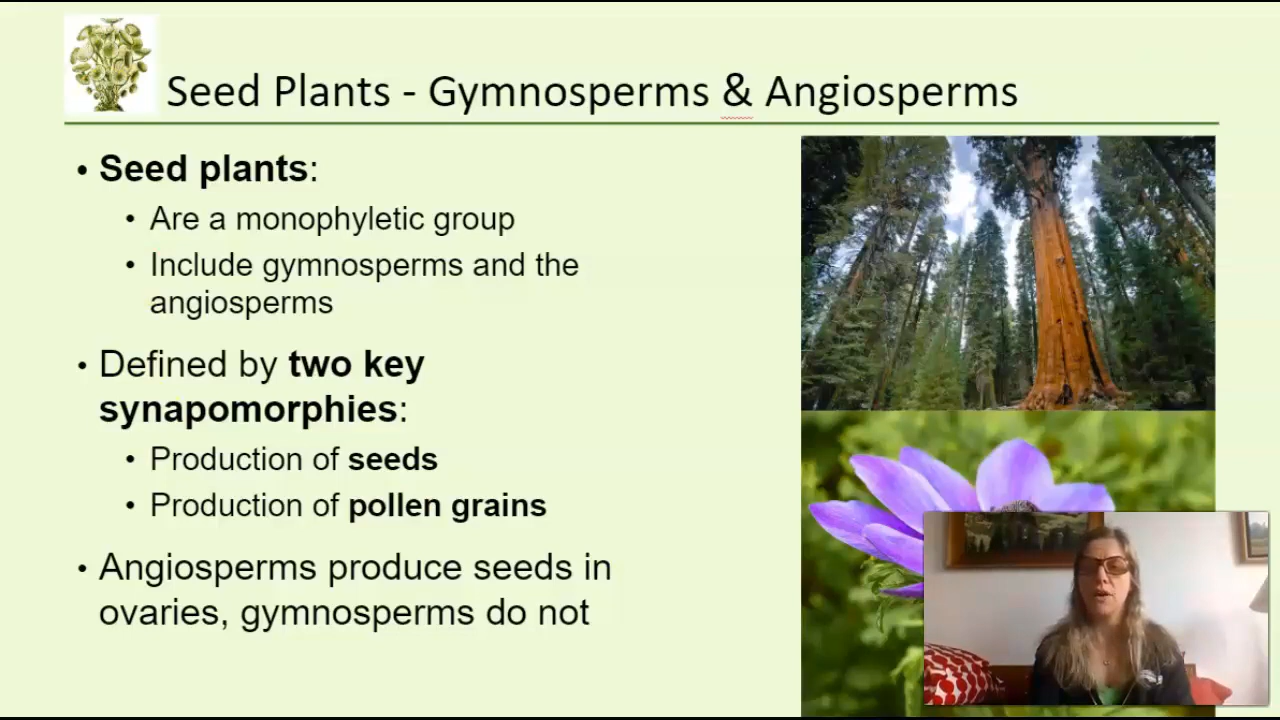 Seed Plants - Gymnosperms & Angiosperms
• Seed plants:
• Are a monophyletic group
• Include gymnosperms and the
angiosperms
• Defined by two key
synapomorphies:
• Production of seeds
• Production of pollen grains
• Angiosperms produce seeds in
ovaries, gymnosperms do not